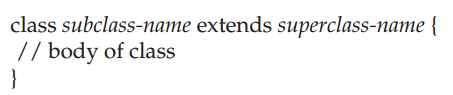 class subclass-name extends superclass-name {
// body of class
}